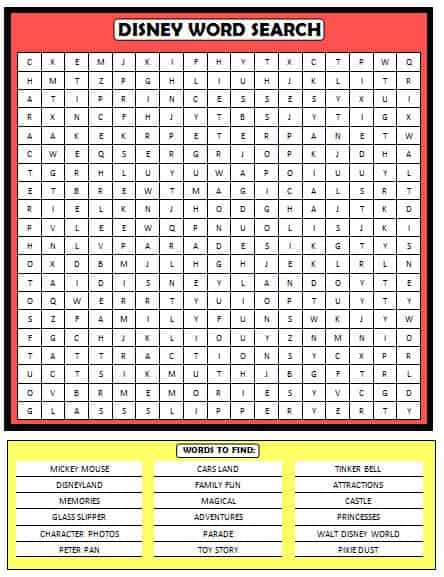 DISNEY WORD SEARCH
C X E M J K I F H Y T X C T P W Q
H M T Z P G H L I U H J K L I T R
A T I P R I N C E S S E S Y X U I
R X N C F H J Y T B S J Y T I G X
A A K E K R P E T E R P A N E T W
C W E Q S E R G R J O P K J D H A
T G R H L U Y U W A P O I U U Y L
E T B R E W T M A G I C A L S R T
R I E L K N J H O D G H A J T K D
P V L E E W Q P N U O L I S J K I
H N L V P A R A D E S I K G T Y S
O X D B M J L H G H J E K L R L N
T A I D I S N E Y L A N D O Y T E
O Q W E R R T Y U I O P T U Y T Y
S Z F A M I L Y F U N S W K J Y W
F G C H J K L I O U Y Z N M N I O
T A T T R A C T I O N S Y C X P R
U C T S I K M U T H J B G F T R L
O V B R M E M O R I E S Y V C G D
G L A S S S L I P P E R Y E R T Y
WORDS TO FIND:
MICKEY MOUSE CARS LAND TINKER BELL
DISNEYLAND FAMILY FUN ATTRACTIONS
MEMORIES MAGICAL CASTLE
GLASS SLIPPER ADVENTURES PRINCESSES
CHARACTER PHOTOS PARADE WALT DISNEY WORLD
PETER PAN TOY STORY PIXIE DUST